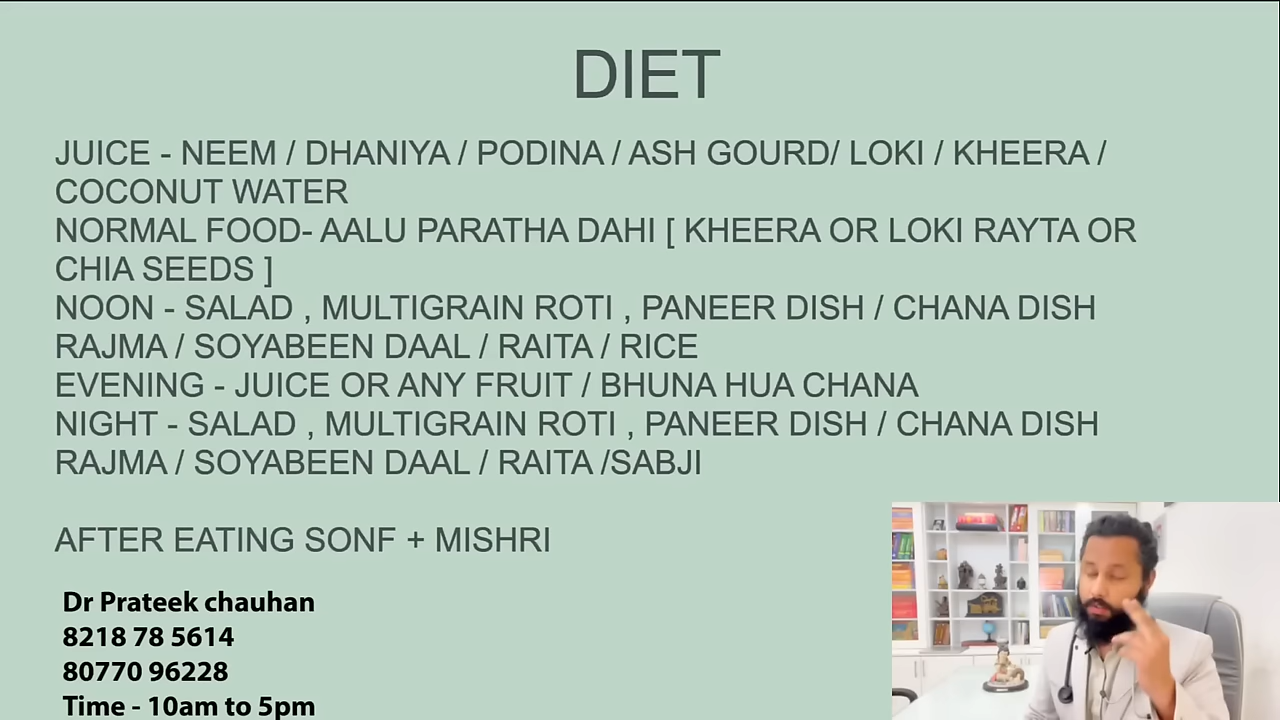 DIET
JUICE - NEEM / DHANIYA / PODINA / ASH GOURD/ LOKI / KHEERA /
COCONUT WATER
NORMAL FOOD- AALU PARATHA DAHI [ KHEERA OR LOKI RAYTA OR
CHIA SEEDS ]
NOON - SALAD , MULTIGRAIN ROTI , PANEER DISH / CHANA DISH
RAJMA / SOYABEEN DAAL / RAITA / RICE
EVENING - JUICE OR ANY FRUIT / BHUNA HUA CHANA
NIGHT - SALAD , MULTIGRAIN ROTI , PANEER DISH / CHANA DISH
RAJMA / SOYABEEN DAAL / RAITA /SABJI
AFTER EATING SONF + MISHRI
Dr Prateek chauhan
8218 78 5614
80770 96228
Time - 10am to 5pm